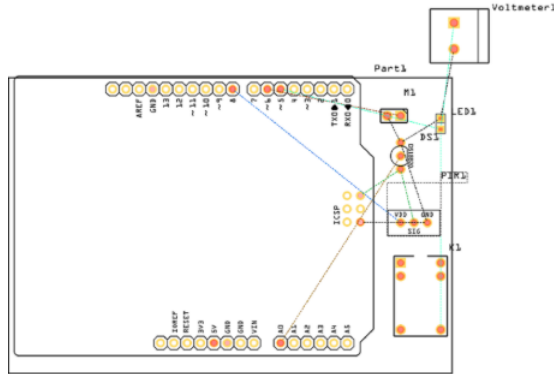 Voltmeter1
Part1
M1
LED1
DS1
PIR1
AREF
GND
13
12
~11
~10
~9
8
7
~6
~5
4
~3
2
TX0
1
RX0
0
ICSP
VDD
GND
SIG
K1
IOREF
RESET
3V3
5V
GND
GND
VIN
A0
A1
A2
A3
A4
A5